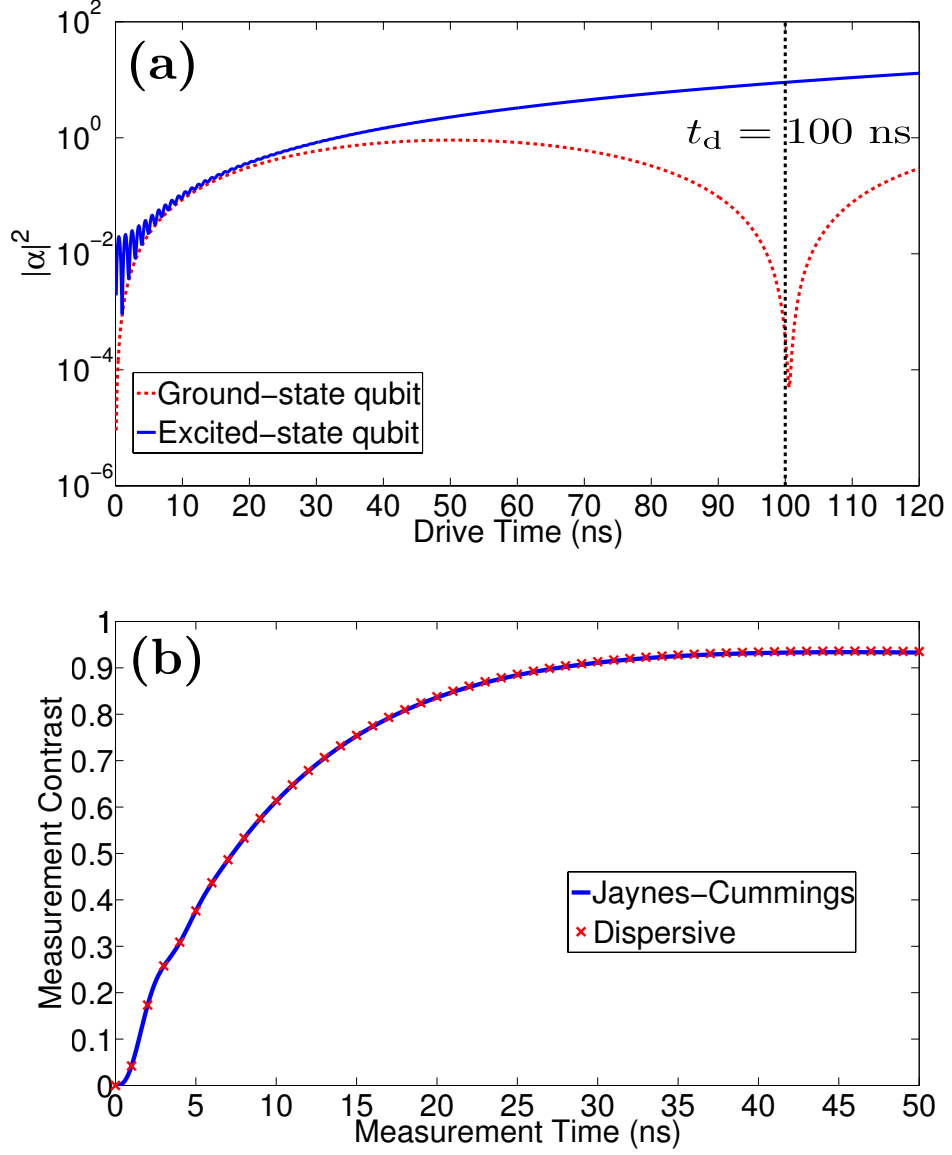 10^2
(a)
10^0
t_d = 100 ns
10^-2
|α|^2
10^-4
Ground−state qubit
Excited−state qubit
10^-6
0 10 20 30 40 50 60 70 80 90 100 110 120
Drive Time (ns)
1
(b)
0.9
0.8
0.7
0.6
0.5
Measurement Contrast
0.4
Jaynes−Cummings
0.3
Dispersive
0.2
0.1
0
0 5 10 15 20 25 30 35 40 45 50
Measurement Time (ns)